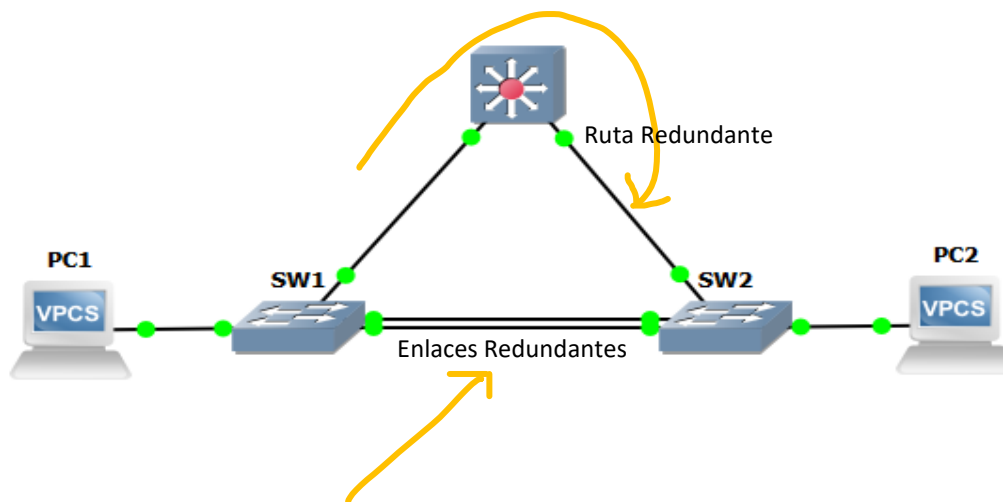 Ruta Redundante
PC1
SW1
SW2
PC2
VPCS
VPCS
Enlaces Redundantes